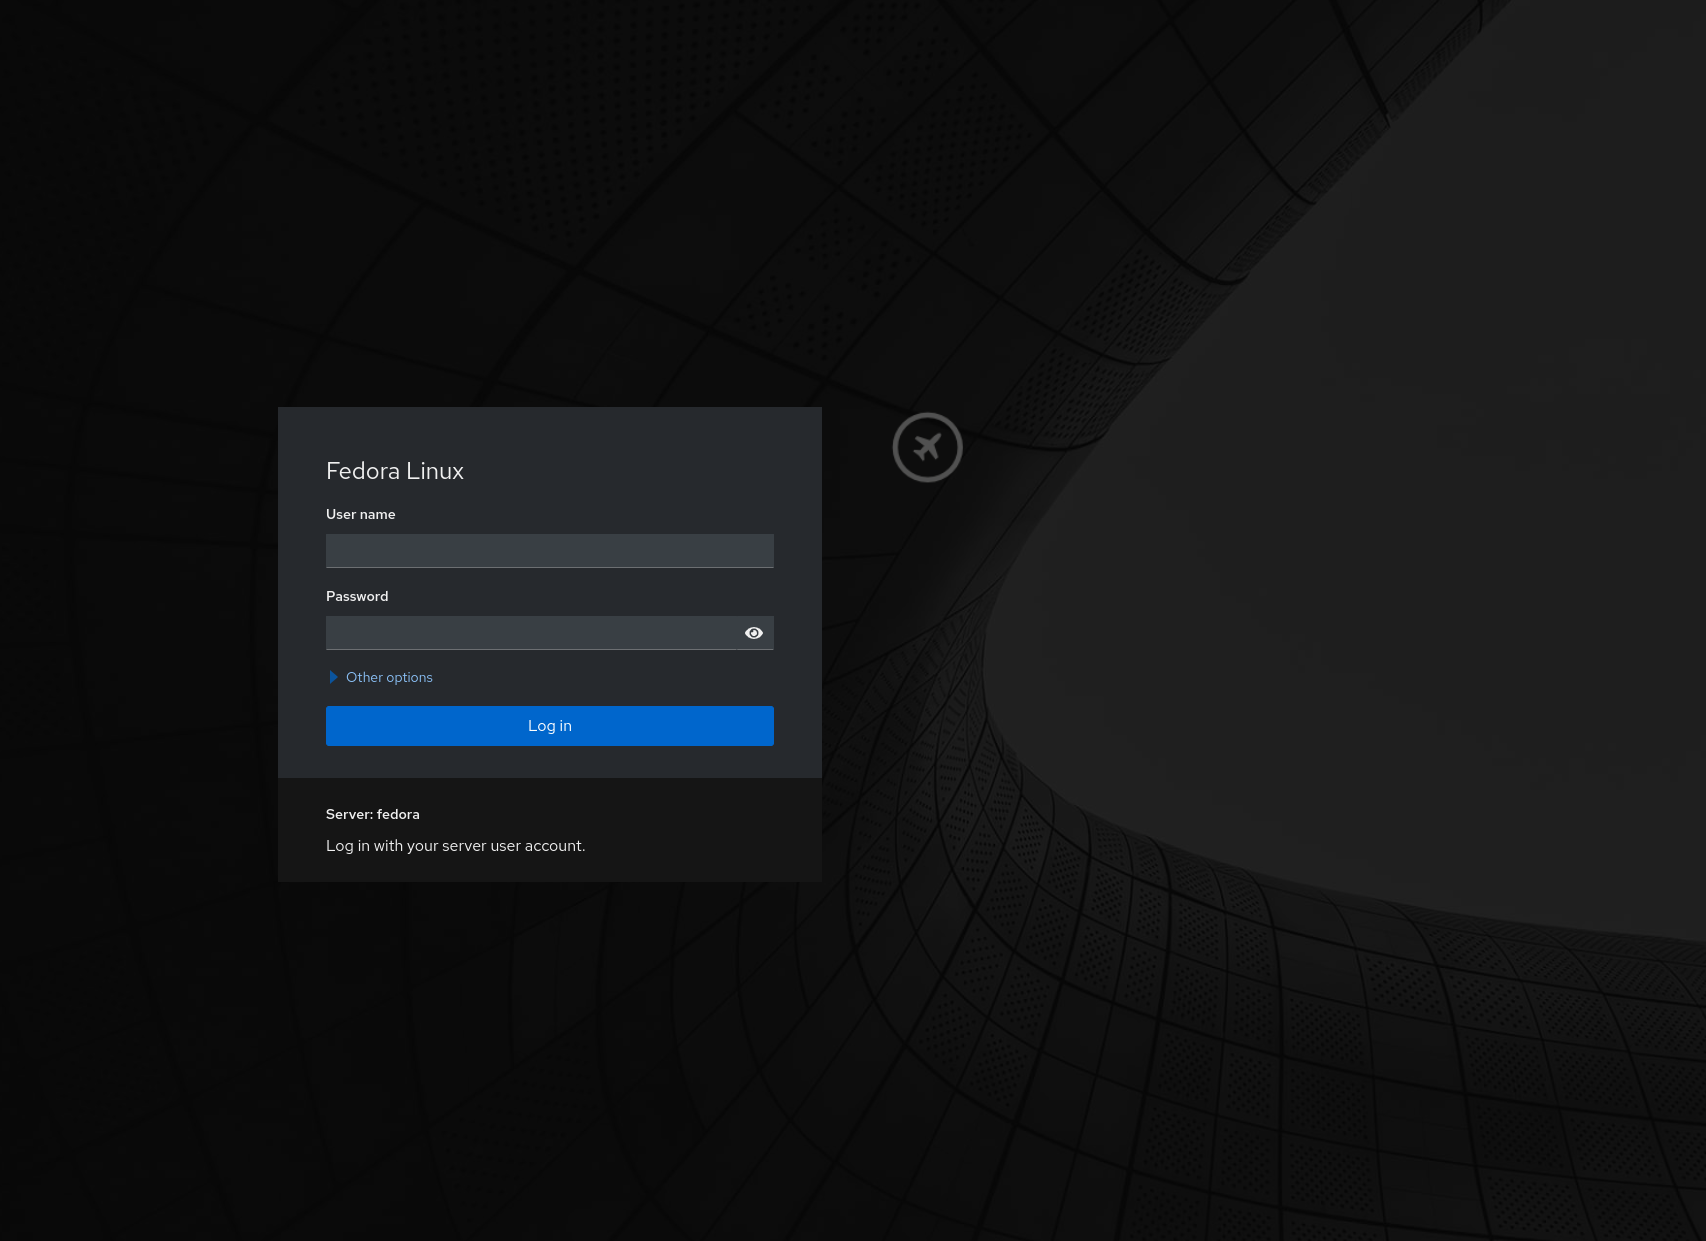 Fedora Linux
User name
Password
Other options
Log in
Server: fedora
Log in with your server user account.